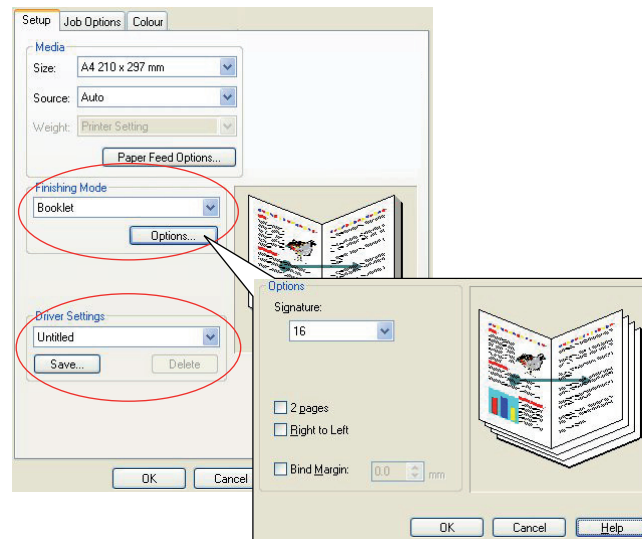 Setup Job Options Colour
Media
Size: A4 210 x 297 mm
Source: Auto
Weight: Printer Setting
Paper Feed Options...
Finishing Mode
Booklet
Options...
Driver Settings
Untitled
Save... Delete
OK Cancel
Options
Signature:
16
2 pages
Right to Left
Bind Margin: 0.0 mm
OK Cancel Help